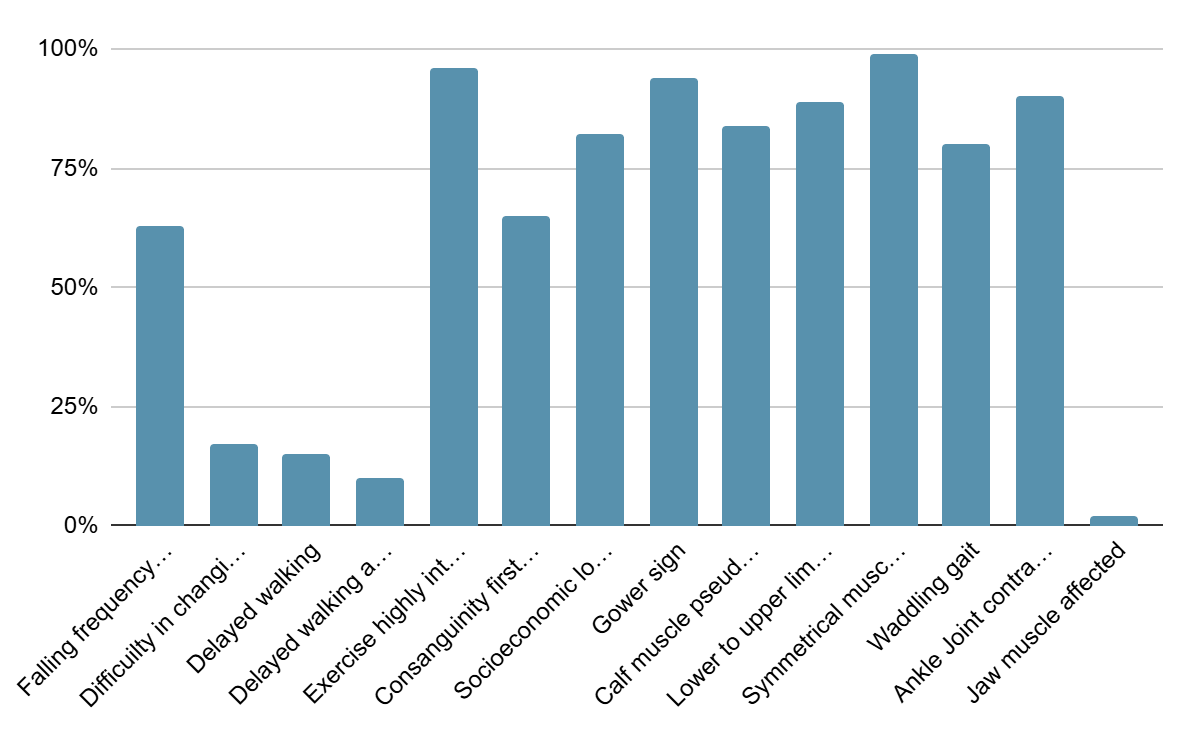 100%
75%
50%
25%
0%
Falling frequency…
Difficuilty in changi…
Delayed walking
Delayed walking a…
Exercise highly int…
Consanguinity first…
Socioeconomic lo…
Gower sign
Calf muscle pseud…
Lower to upper lim…
Symmetrical musc…
Waddling gait
Ankle Joint contra…
Jaw muscle affected